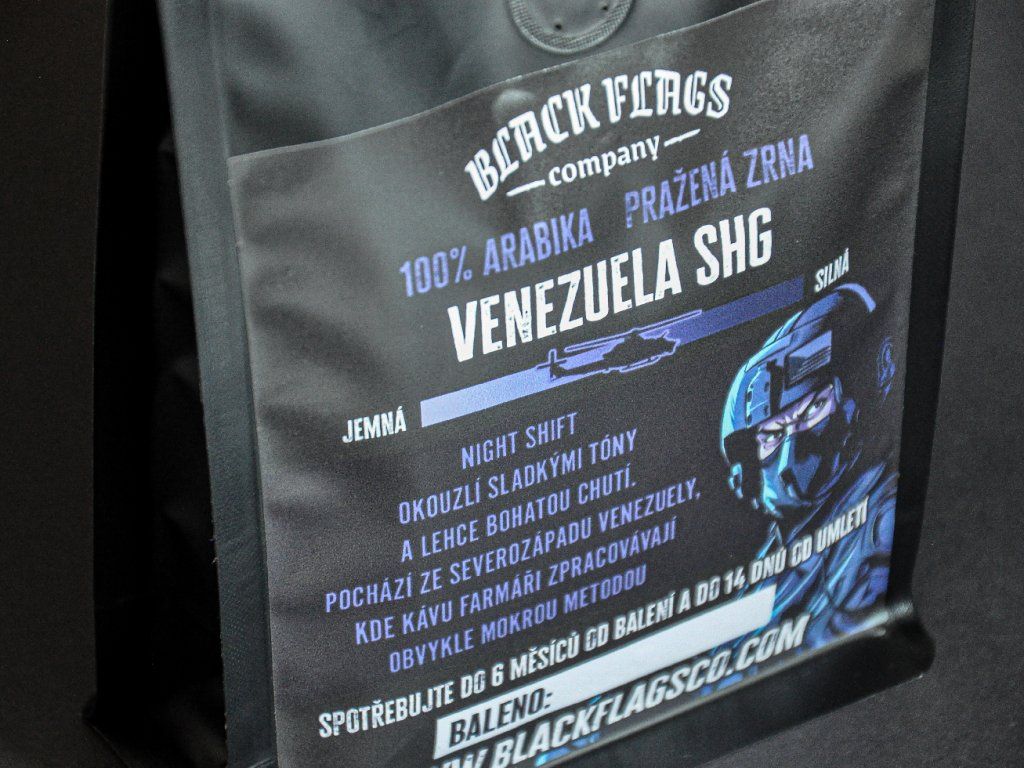 BLACK FLAGS
company
100% ARABIKA PRAŽENÁ ZRNA
VENEZUELA SHG
SILNÁ
JEMNÁ
NIGHT SHIFT
OKOUZLÍ SLADKÝMI TÓNY
A LEHCE BOHATOU CHUTÍ.
POCHÁZÍ ZE SEVEROZÁPADU VENEZUELY,
KDE KÁVU FARMÁŘI ZPRACOVÁVAJÍ
OBVYKLE MOKROU METODOU
SPOTŘEBUJTE DO 6 MĚSÍCŮ OD BALENÍ A DO 14 DNŮ OD UMLETÍ
BALENO:
WW.BLACKFLAGSCO.COM